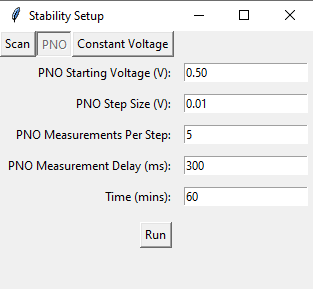 Stability Setup
Scan PNO Constant Voltage
PNO Starting Voltage (V): 0.50
PNO Step Size (V): 0.01
PNO Measurements Per Step: 5
PNO Measurement Delay (ms): 300
Time (mins): 60
Run